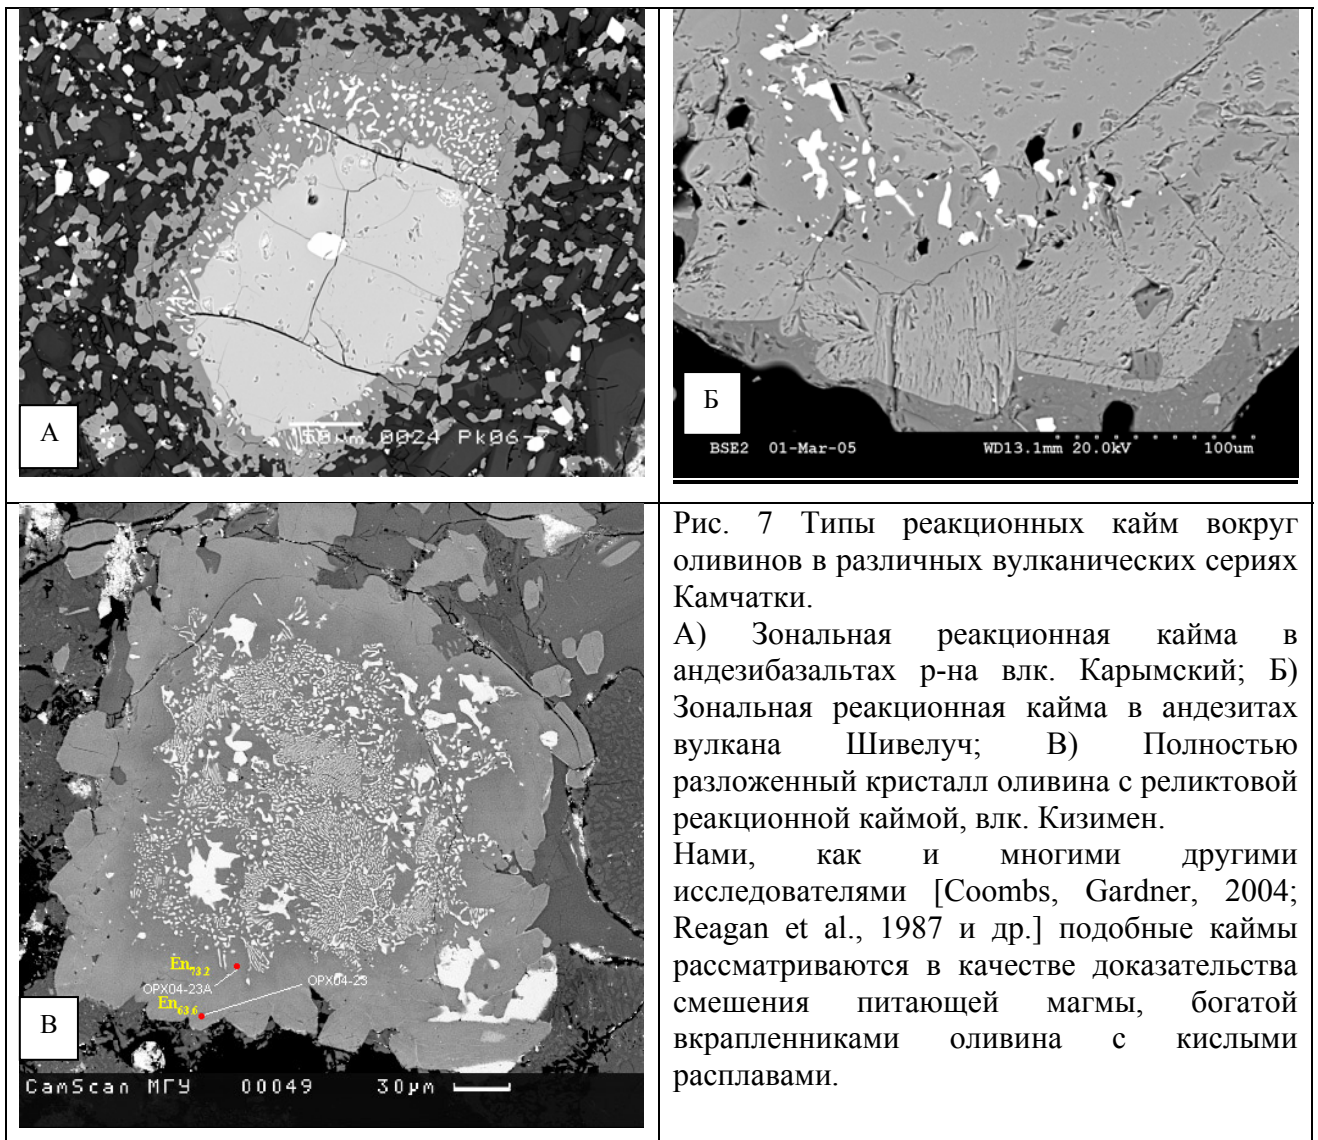 А
50µm 0024 Pk06-7
Б
BSE2 01-Mar-05 WD13.1mm 20.0kV 100um
En73.2
OPX04-23A
OPX04-23
En63.6
В
CamScan МГУ 00049 30µm
Рис. 7 Типы реакционных кайм вокруг
оливинов в различных вулканических сериях
Камчатки.
А) Зональная реакционная кайма в
андезибазальтах р-на влк. Карымский; Б)
Зональная реакционная кайма в андезитах
вулкана Шивелуч; В) Полностью
разложенный кристалл оливина с реликтовой
реакционной каймой, влк. Кизимен.
Нами, как и многими другими
исследователями [Coombs, Gardner, 2004;
Reagan et al., 1987 и др.] подобные каймы
рассматриваются в качестве доказательства
смешения питающей магмы, богатой
вкрапленниками оливина с кислыми
расплавами.